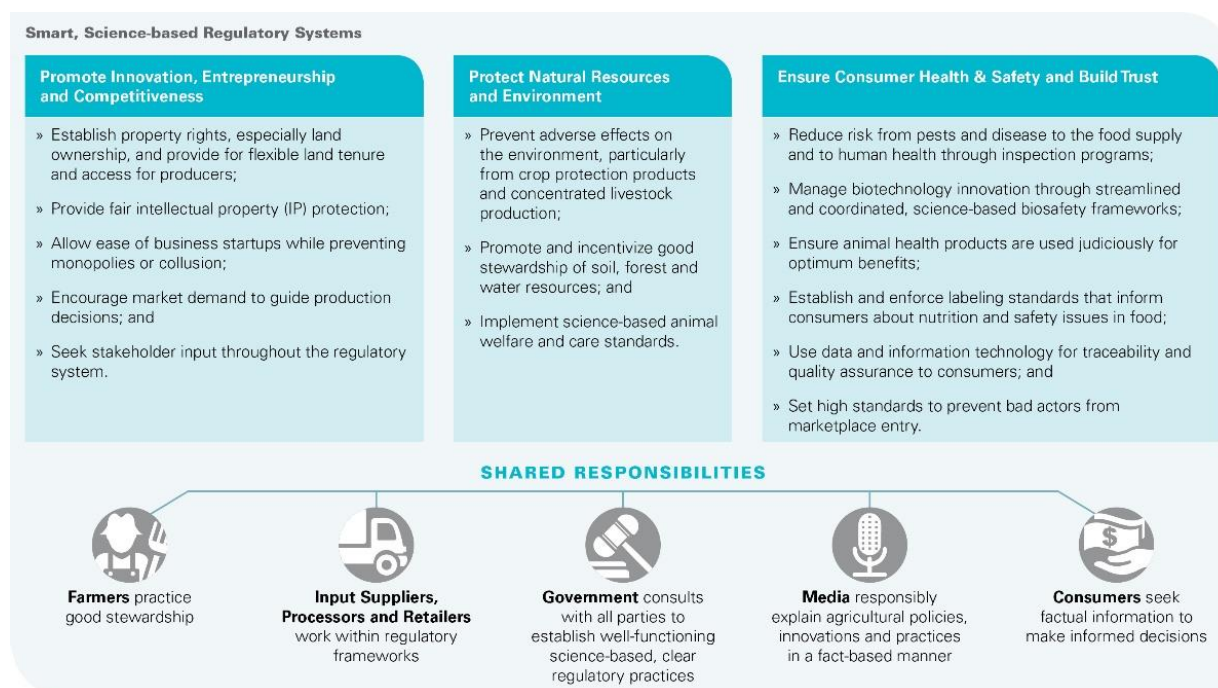 Smart, Science-based Regulatory Systems
Promote Innovation, Entrepreneurship
and Competitiveness
» Establish property rights, especially land
ownership, and provide for flexible land tenure
and access for producers;
» Provide fair intellectual property (IP) protection;
» Allow ease of business startups while preventing
monopolies or collusion;
» Encourage market demand to guide production
decisions; and
» Seek stakeholder input throughout the regulatory
system.
Protect Natural Resources
and Environment
» Prevent adverse effects on
the environment, particularly
from crop protection products
and concentrated livestock
production;
» Promote and incentivize good
stewardship of soil, forest and
water resources; and
» Implement science-based animal
welfare and care standards.
Ensure Consumer Health & Safety and Build Trust
» Reduce risk from pests and disease to the food supply
and to human health through inspection programs;
» Manage biotechnology innovation through streamlined
and coordinated, science-based biosafety frameworks;
» Ensure animal health products are used judiciously for
optimum benefits;
» Establish and enforce labeling standards that inform
consumers about nutrition and safety issues in food;
» Use data and information technology for traceability and
quality assurance to consumers; and
» Set high standards to prevent bad actors from
marketplace entry.
SHARED RESPONSIBILITIES
Farmers practice
good stewardship
Input Suppliers,
Processors and Retailers
work within regulatory
frameworks
Government consults
with all parties to
establish well-functioning
science-based, clear
regulatory practices
Media responsibly
explain agricultural policies,
innovations and practices
in a fact-based manner
$
Consumers seek
factual information to
make informed decisions